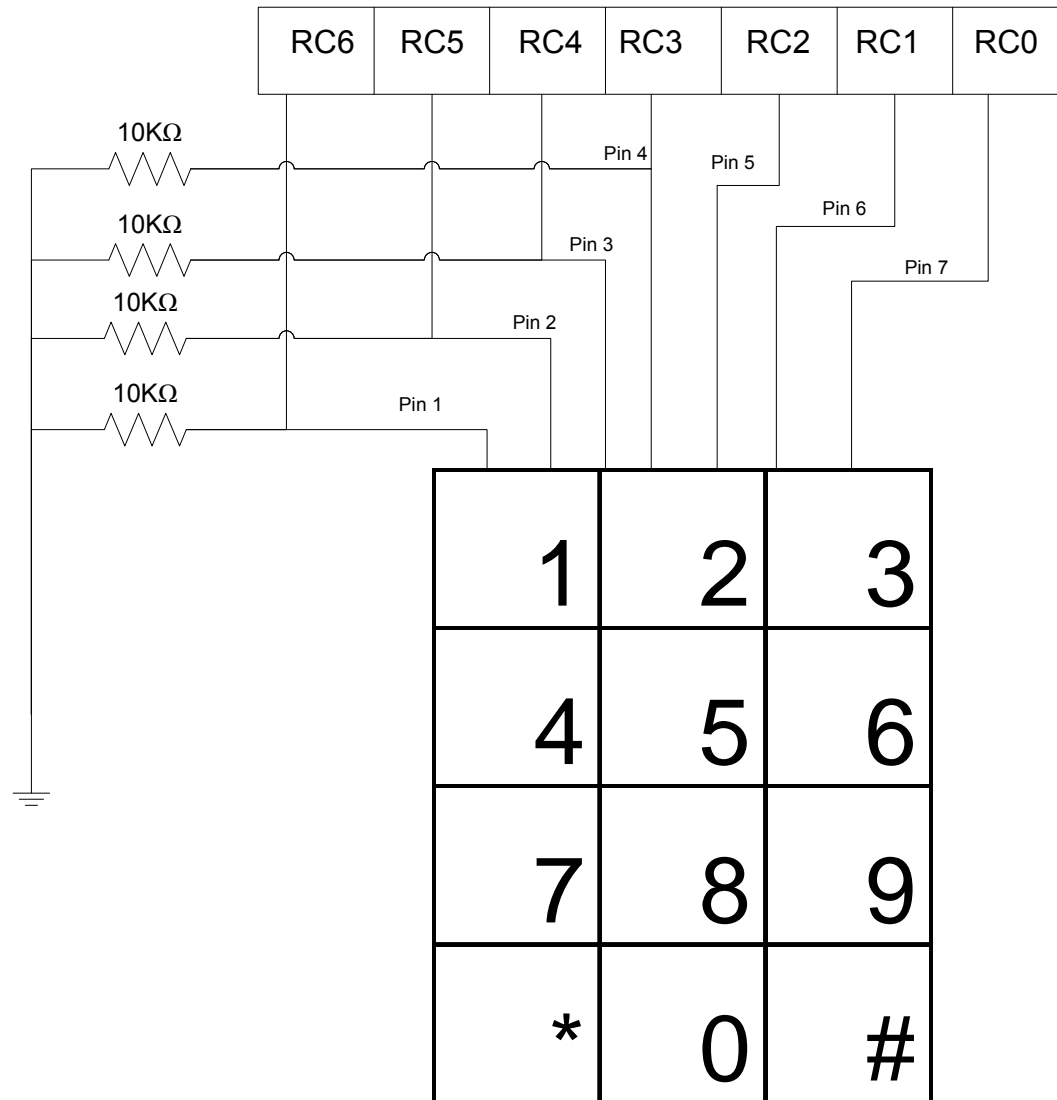 RC6 RC5 RC4 RC3 RC2 RC1 RC0
10KΩ
Pin 4
Pin 5
Pin 6
10KΩ
Pin 3
Pin 7
10KΩ
Pin 2
10KΩ
Pin 1
1 2 3
4 5 6
7 8 9
* 0 #